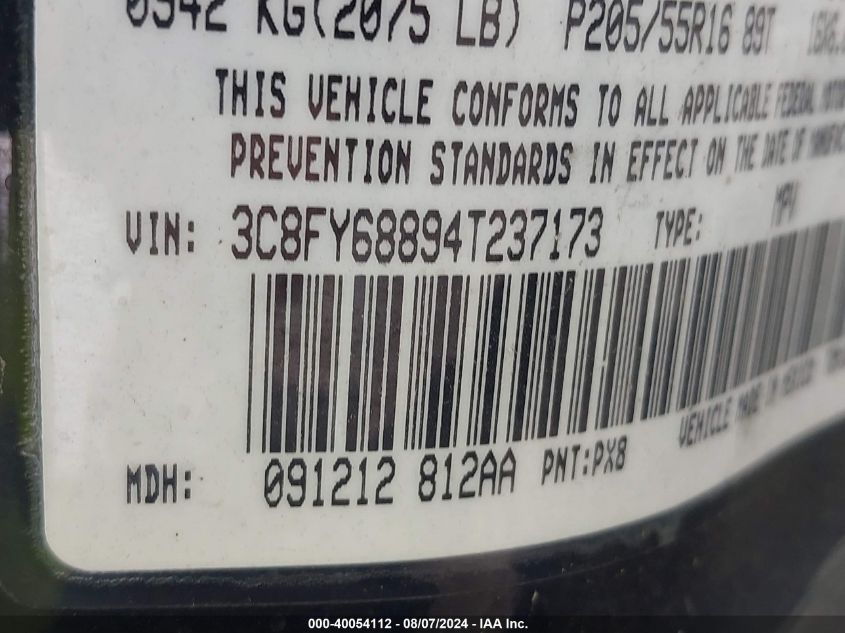 0942 KG(2075 LB) P205/55R16 89T
THIS VEHICLE CONFORMS TO ALL APPLICABLE FEDERAL MOTOR
PREVENTION STANDARDS IN EFFECT ON THE DATE OF
VIN: 3C8FY68894T237173 TYPE: MPV
VEHICLE MADE IN MEXICO
MDH: 091212 812AA PNT:PX8
000-40054112 - 08/07/2024 - IAA Inc.